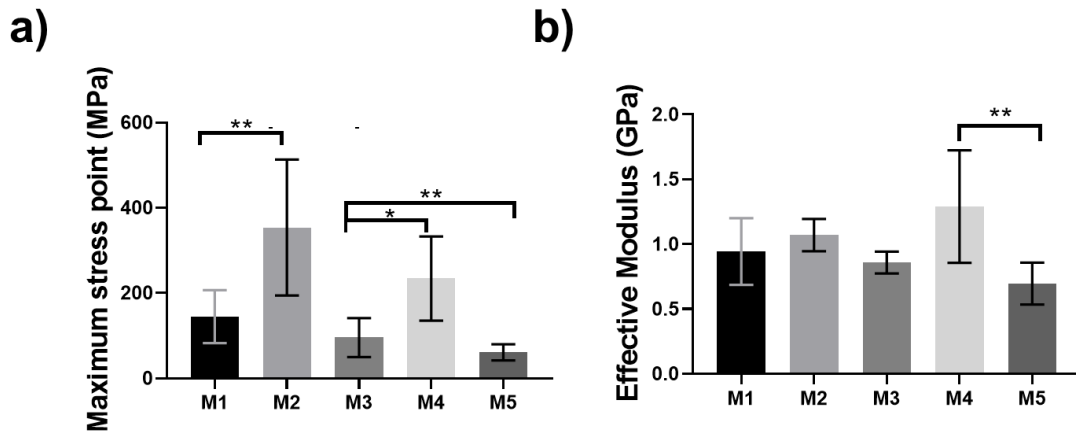 a)
Maximum stress point (MPa)
600
400
200
0
**
**
*
M1 M2 M3 M4 M5
b)
Effective Modulus (GPa)
2.0
1.5
1.0
0.5
0.0
**
M1 M2 M3 M4 M5